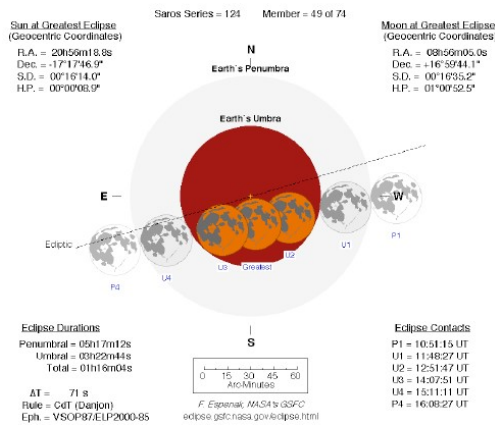 Saros Series = 124 Member = 49 of 74
Sun at Greatest Eclipse
(Geocentric Coordinates)
R.A. = 20h56m18.8s
Dec. = -17°17'46.9"
S.D. = 00°16'14.0"
H.P. = 00°00'08.9"
Moon at Greatest Eclipse
(Geocentric Coordinates)
R.A. = 08h56m05.0s
Dec. = +16°59'44.1"
S.D. = 00°16'35.2"
H.P. = 01°00'52.5"
N
Earth's Penumbra
Earth's Umbra
E
W
Ecliptic
P1
U1
U2
Greatest
U3
U4
P4
S
Eclipse Durations
Penumbral = 05h17m12s
Umbral = 03h22m44s
Total = 01h16m04s
ΔT = 71 s
Rule = CdT (Danjon)
Eph. = VSOP87/ELP2000-85
0 15 30 45 60
Arc-Minutes
F. Espenak, NASA's GSFC
eclipse.gsfc.nasa.gov/eclipse.html
Eclipse Contacts
P1 = 10:51:15 UT
U1 = 11:48:27 UT
U2 = 12:51:47 UT
U3 = 14:07:51 UT
U4 = 15:11:11 UT
P4 = 16:08:27 UT